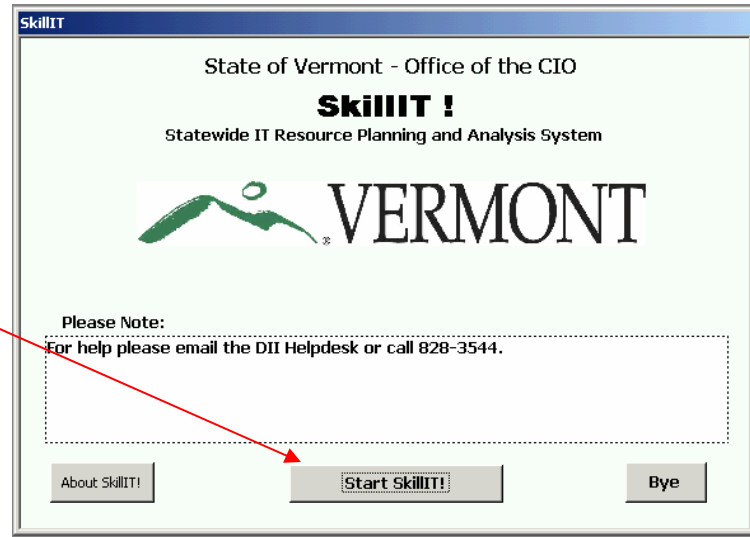 SkillIT
State of Vermont - Office of the CIO
SkillIT !
Statewide IT Resource Planning and Analysis System
® VERMONT
Please Note:
For help please email the DII Helpdesk or call 828-3544.
About SkillIT!
Start SkillIT!
Bye